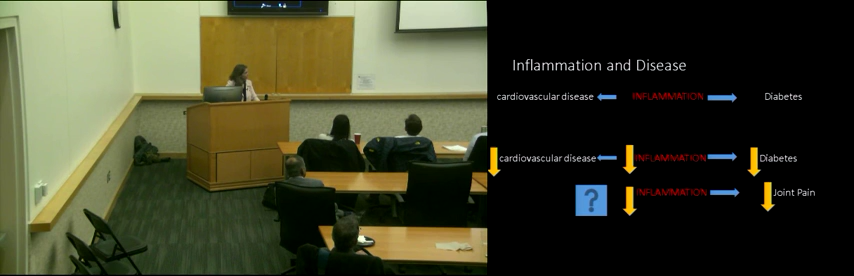 Inflammation and Disease
cardiovascular disease INFLAMMATION Diabetes
cardiovascular disease INFLAMMATION Diabetes
? INFLAMMATION Joint Pain